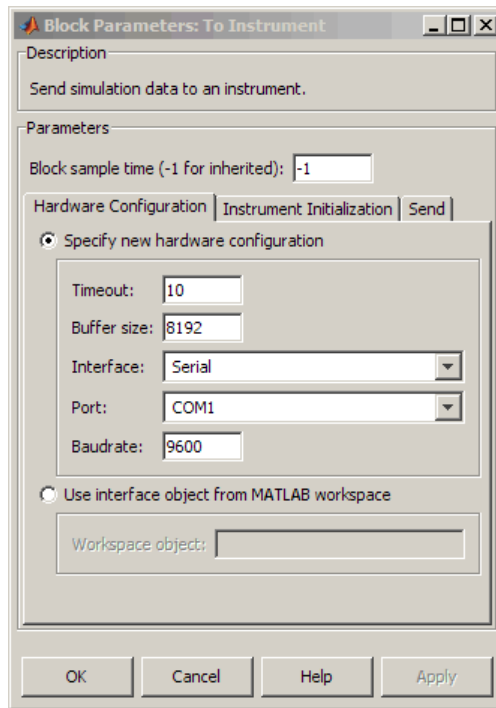 Block Parameters: To Instrument
Description
Send simulation data to an instrument.
Parameters
Block sample time (-1 for inherited): -1
Hardware Configuration Instrument Initialization Send
Specify new hardware configuration
Timeout: 10
Buffer size: 8192
Interface: Serial
Port: COM1
Baudrate: 9600
Use interface object from MATLAB workspace
Workspace object:
OK Cancel Help Apply